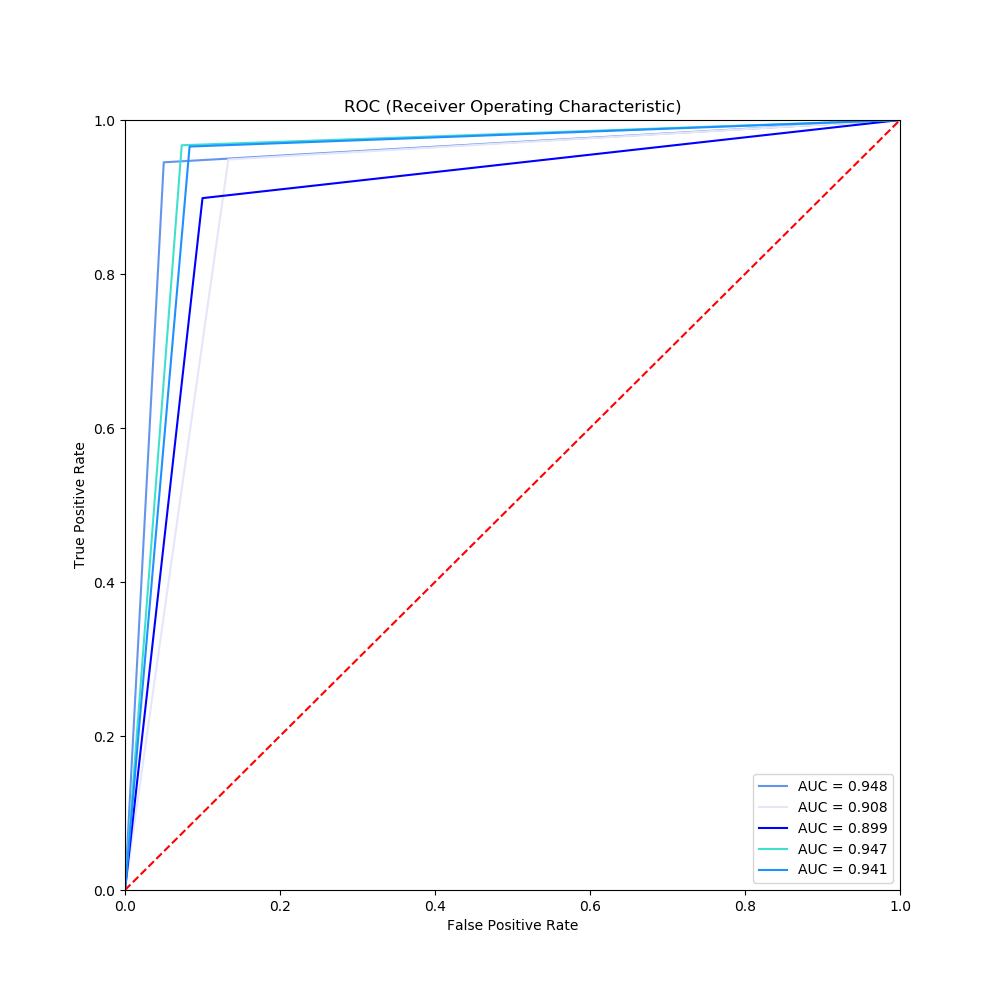 ROC (Receiver Operating Characteristic)
1.0
0.8
0.6
0.4
0.2
0.0
True Positive Rate
0.0 0.2 0.4 0.6 0.8 1.0
False Positive Rate
AUC = 0.948
AUC = 0.908
AUC = 0.899
AUC = 0.947
AUC = 0.941